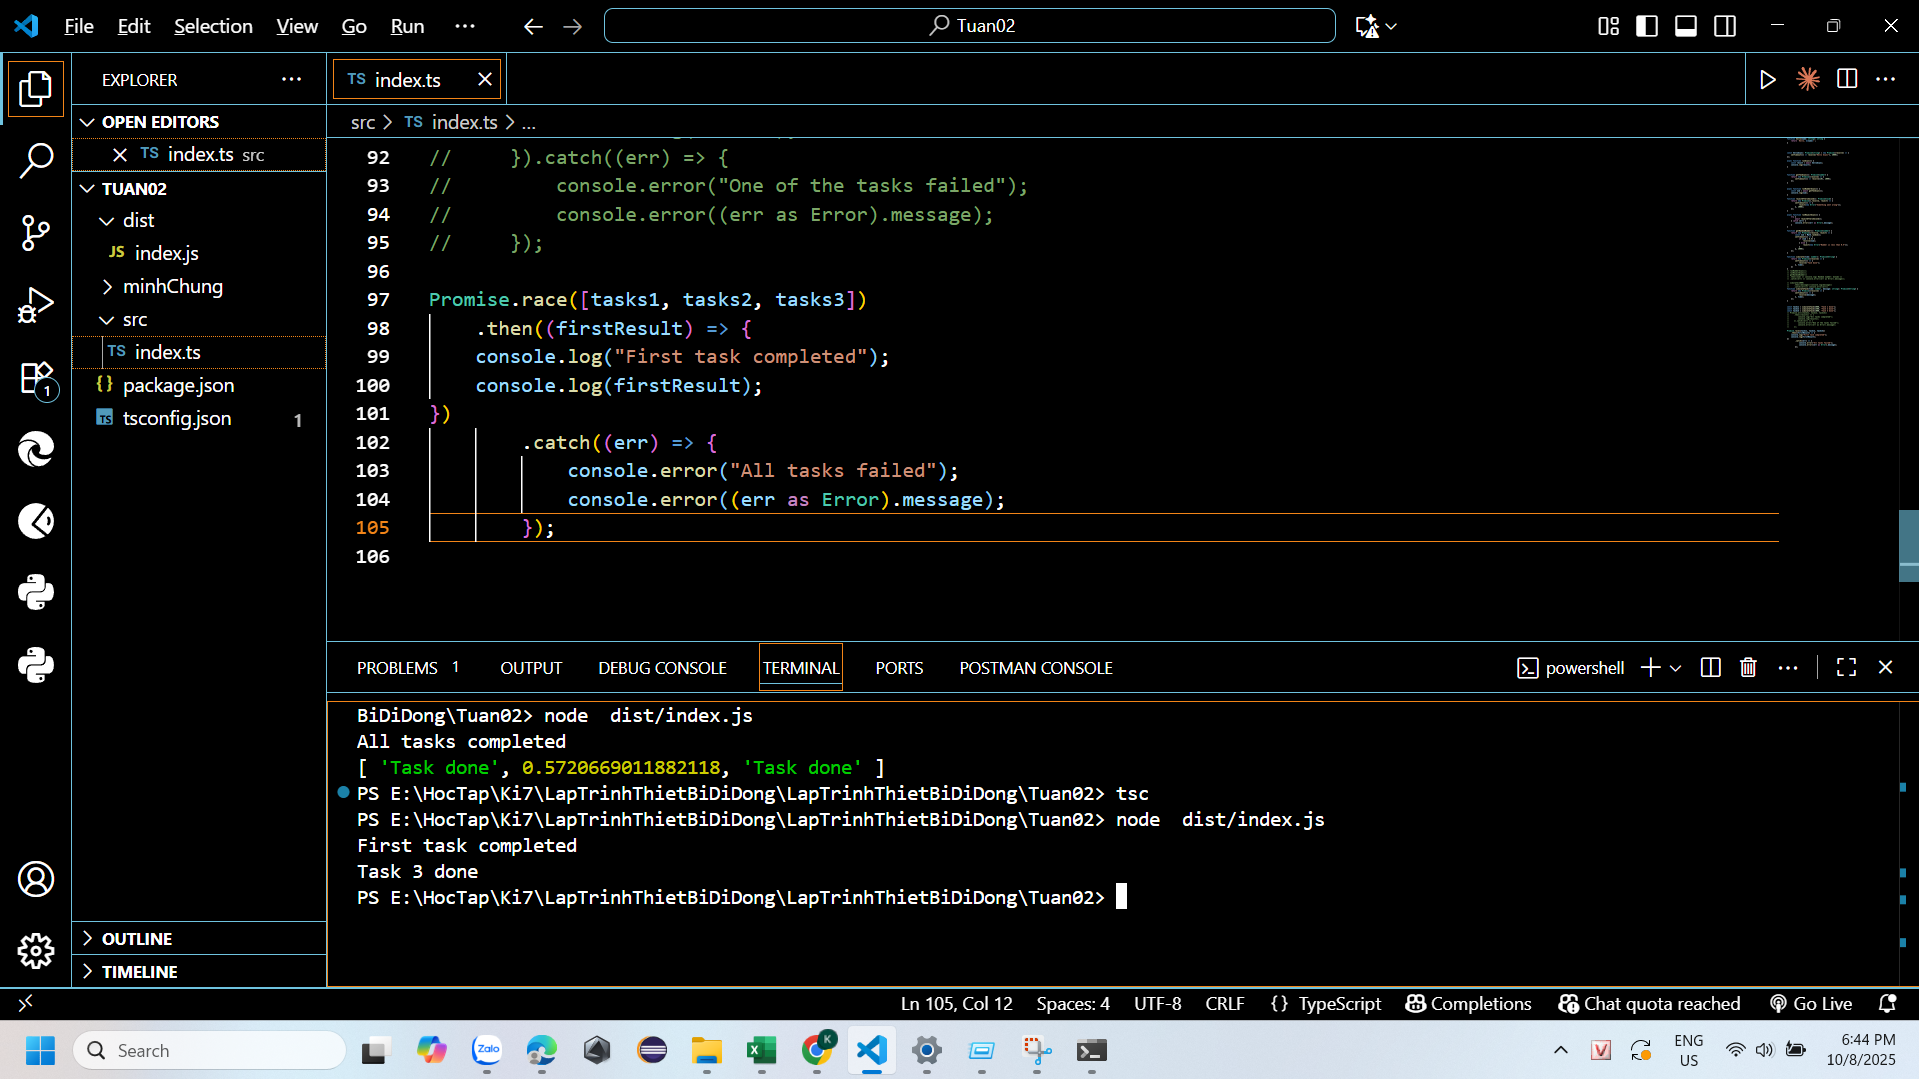 File Edit Selection View Go Run ···
Tuan02
EXPLORER ···
OPEN EDITORS
TS index.ts src
TUAN02
dist
JS index.js
minhChung
src
TS index.ts
{} package.json
TS tsconfig.json 1
1
OUTLINE
TIMELINE
TS index.ts
src > TS index.ts > ...
92 //     }).catch((err) => {
93 //         console.error("One of the tasks failed");
94 //         console.error((err as Error).message);
95 //     });
96
97 Promise.race([tasks1, tasks2, tasks3])
98     .then((firstResult) => {
99     console.log("First task completed");
100     console.log(firstResult);
101 })
102         .catch((err) => {
103             console.error("All tasks failed");
104             console.error((err as Error).message);
105         });
106
PROBLEMS 1 OUTPUT DEBUG CONSOLE TERMINAL PORTS POSTMAN CONSOLE
powershell
BiDiDong\Tuan02> node  dist/index.js
All tasks completed
[ 'Task done', 0.5720669011882118, 'Task done' ]
PS E:\HocTap\Ki7\LapTrinhThietBiDiDong\LapTrinhThietBiDiDong\Tuan02> tsc
PS E:\HocTap\Ki7\LapTrinhThietBiDiDong\LapTrinhThietBiDiDong\Tuan02> node  dist/index.js
First task completed
Task 3 done
PS E:\HocTap\Ki7\LapTrinhThietBiDiDong\LapTrinhThietBiDiDong\Tuan02>
Ln 105, Col 12 Spaces: 4 UTF-8 CRLF {} TypeScript Completions Chat quota reached Go Live
Search
Zalo
K
V
ENG
US
6:44 PM
10/8/2025